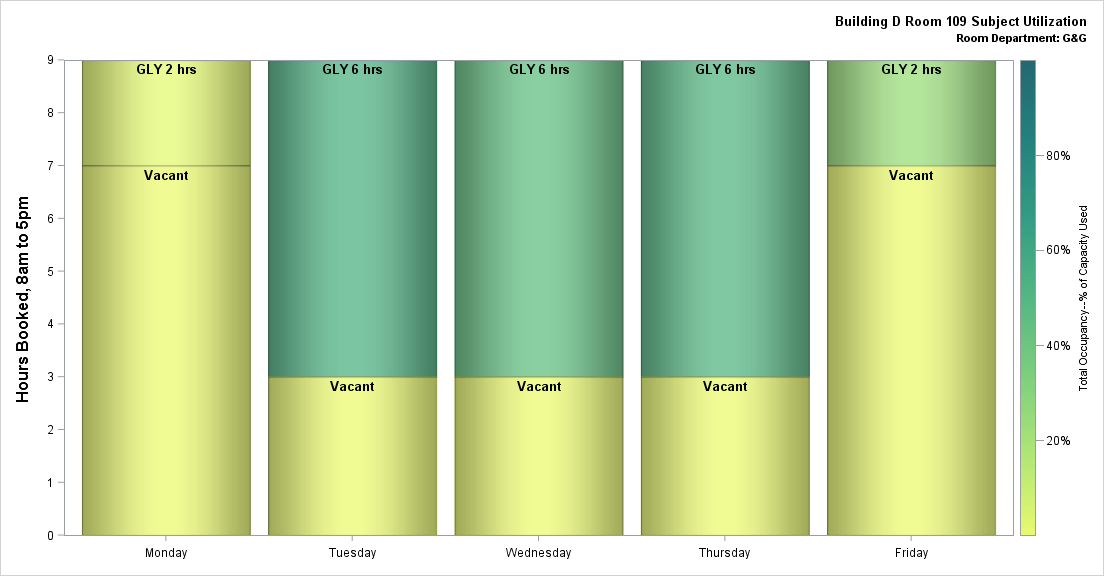 Building D Room 109 Subject Utilization
Room Department: G&G
Hours Booked, 8am to 5pm
9
8
7
6
5
4
3
2
1
0
GLY 2 hrs
Vacant
GLY 6 hrs
Vacant
GLY 6 hrs
Vacant
GLY 6 hrs
Vacant
GLY 2 hrs
Vacant
Monday
Tuesday
Wednesday
Thursday
Friday
80%
60%
40%
20%
Total Occupancy--% of Capacity Used